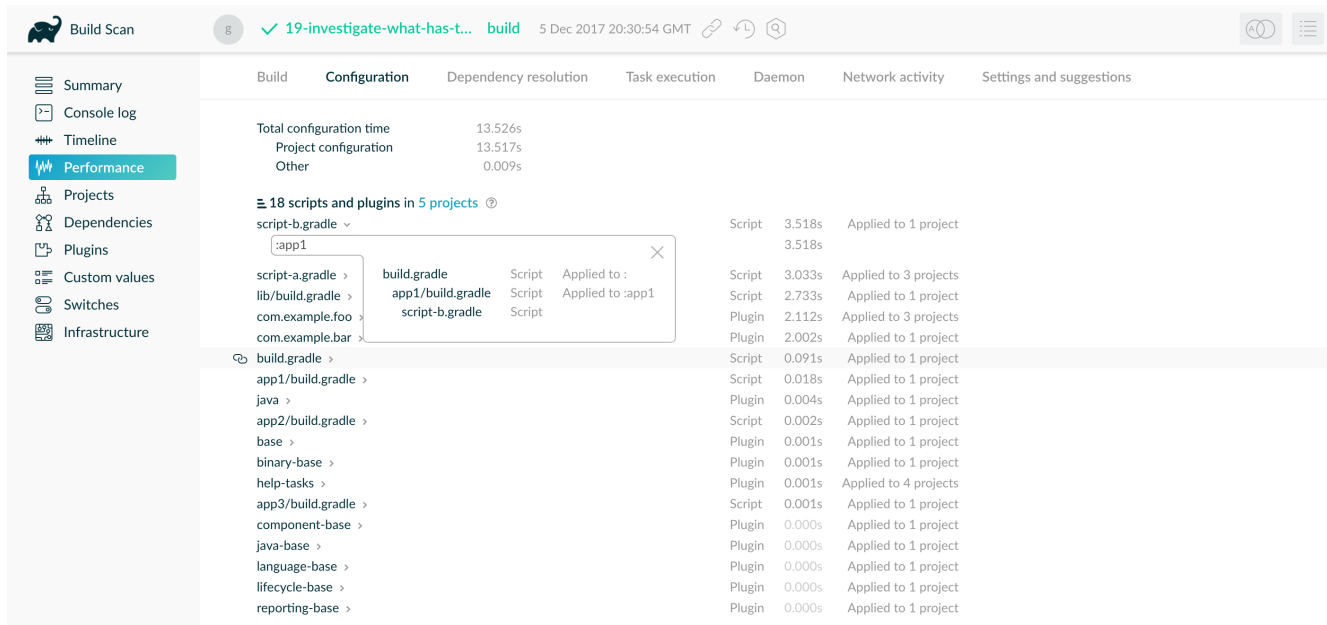 Build Scan
g 19-investigate-what-has-t... build 5 Dec 2017 20:30:54 GMT
Summary
Console log
Timeline
Performance
Projects
Dependencies
Plugins
Custom values
Switches
Infrastructure
Build Configuration Dependency resolution Task execution Daemon Network activity Settings and suggestions
Total configuration time 13.526s
Project configuration 13.517s
Other 0.009s
18 scripts and plugins in 5 projects ?
script-b.gradle Script 3.518s Applied to 1 project
:app1 3.518s
build.gradle Script Applied to :
app1/build.gradle Script Applied to :app1
script-b.gradle Script
script-a.gradle Script 3.033s Applied to 3 projects
lib/build.gradle Script 2.733s Applied to 1 project
com.example.foo Plugin 2.112s Applied to 3 projects
com.example.bar Plugin 2.002s Applied to 1 project
build.gradle Script 0.091s Applied to 1 project
app1/build.gradle Script 0.018s Applied to 1 project
java Plugin 0.004s Applied to 1 project
app2/build.gradle Script 0.002s Applied to 1 project
base Plugin 0.001s Applied to 1 project
binary-base Plugin 0.001s Applied to 1 project
help-tasks Plugin 0.001s Applied to 4 projects
app3/build.gradle Script 0.001s Applied to 1 project
component-base Plugin 0.000s Applied to 1 project
java-base Plugin 0.000s Applied to 1 project
language-base Plugin 0.000s Applied to 1 project
lifecycle-base Plugin 0.000s Applied to 1 project
reporting-base Plugin 0.000s Applied to 1 project